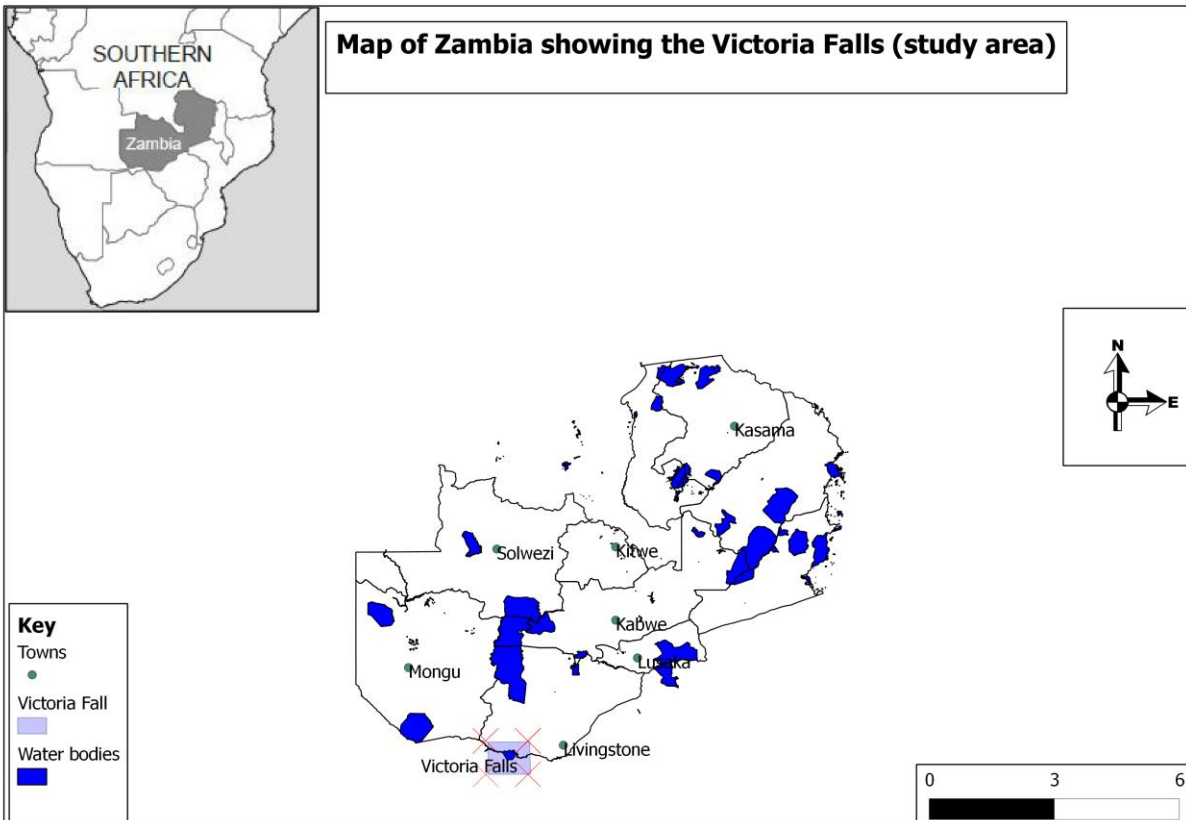 SOUTHERN
AFRICA
Zambia
Map of Zambia showing the Victoria Falls (study area)
N
E
Kasama
Solwezi
Kitwe
Kabwe
Lusaka
Mongu
Livingstone
Victoria Falls
Key
Towns
Victoria Fall
Water bodies
0 3 6